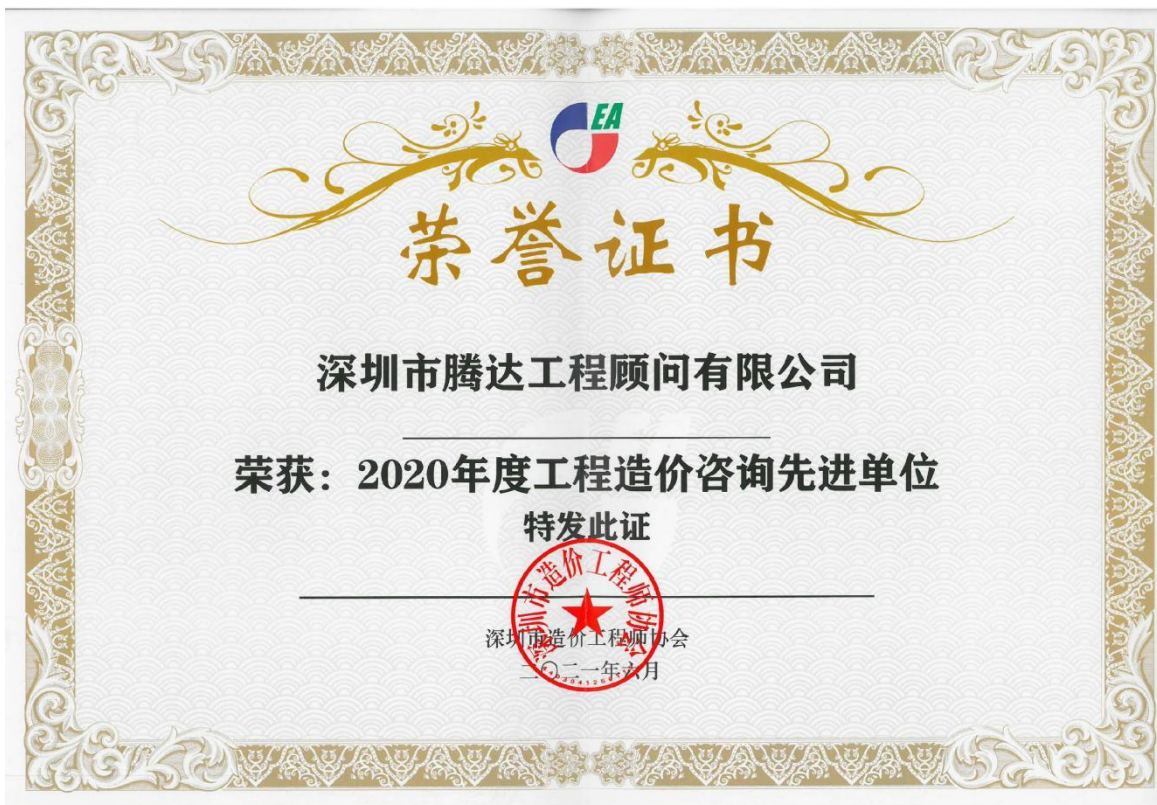 EA
荣誉证书
深圳市腾达工程顾问有限公司
荣获：2020年度工程造价咨询先进单位
特发此证
深圳市造价工程师协会
深圳市造价工程师协会
二〇二一年六月